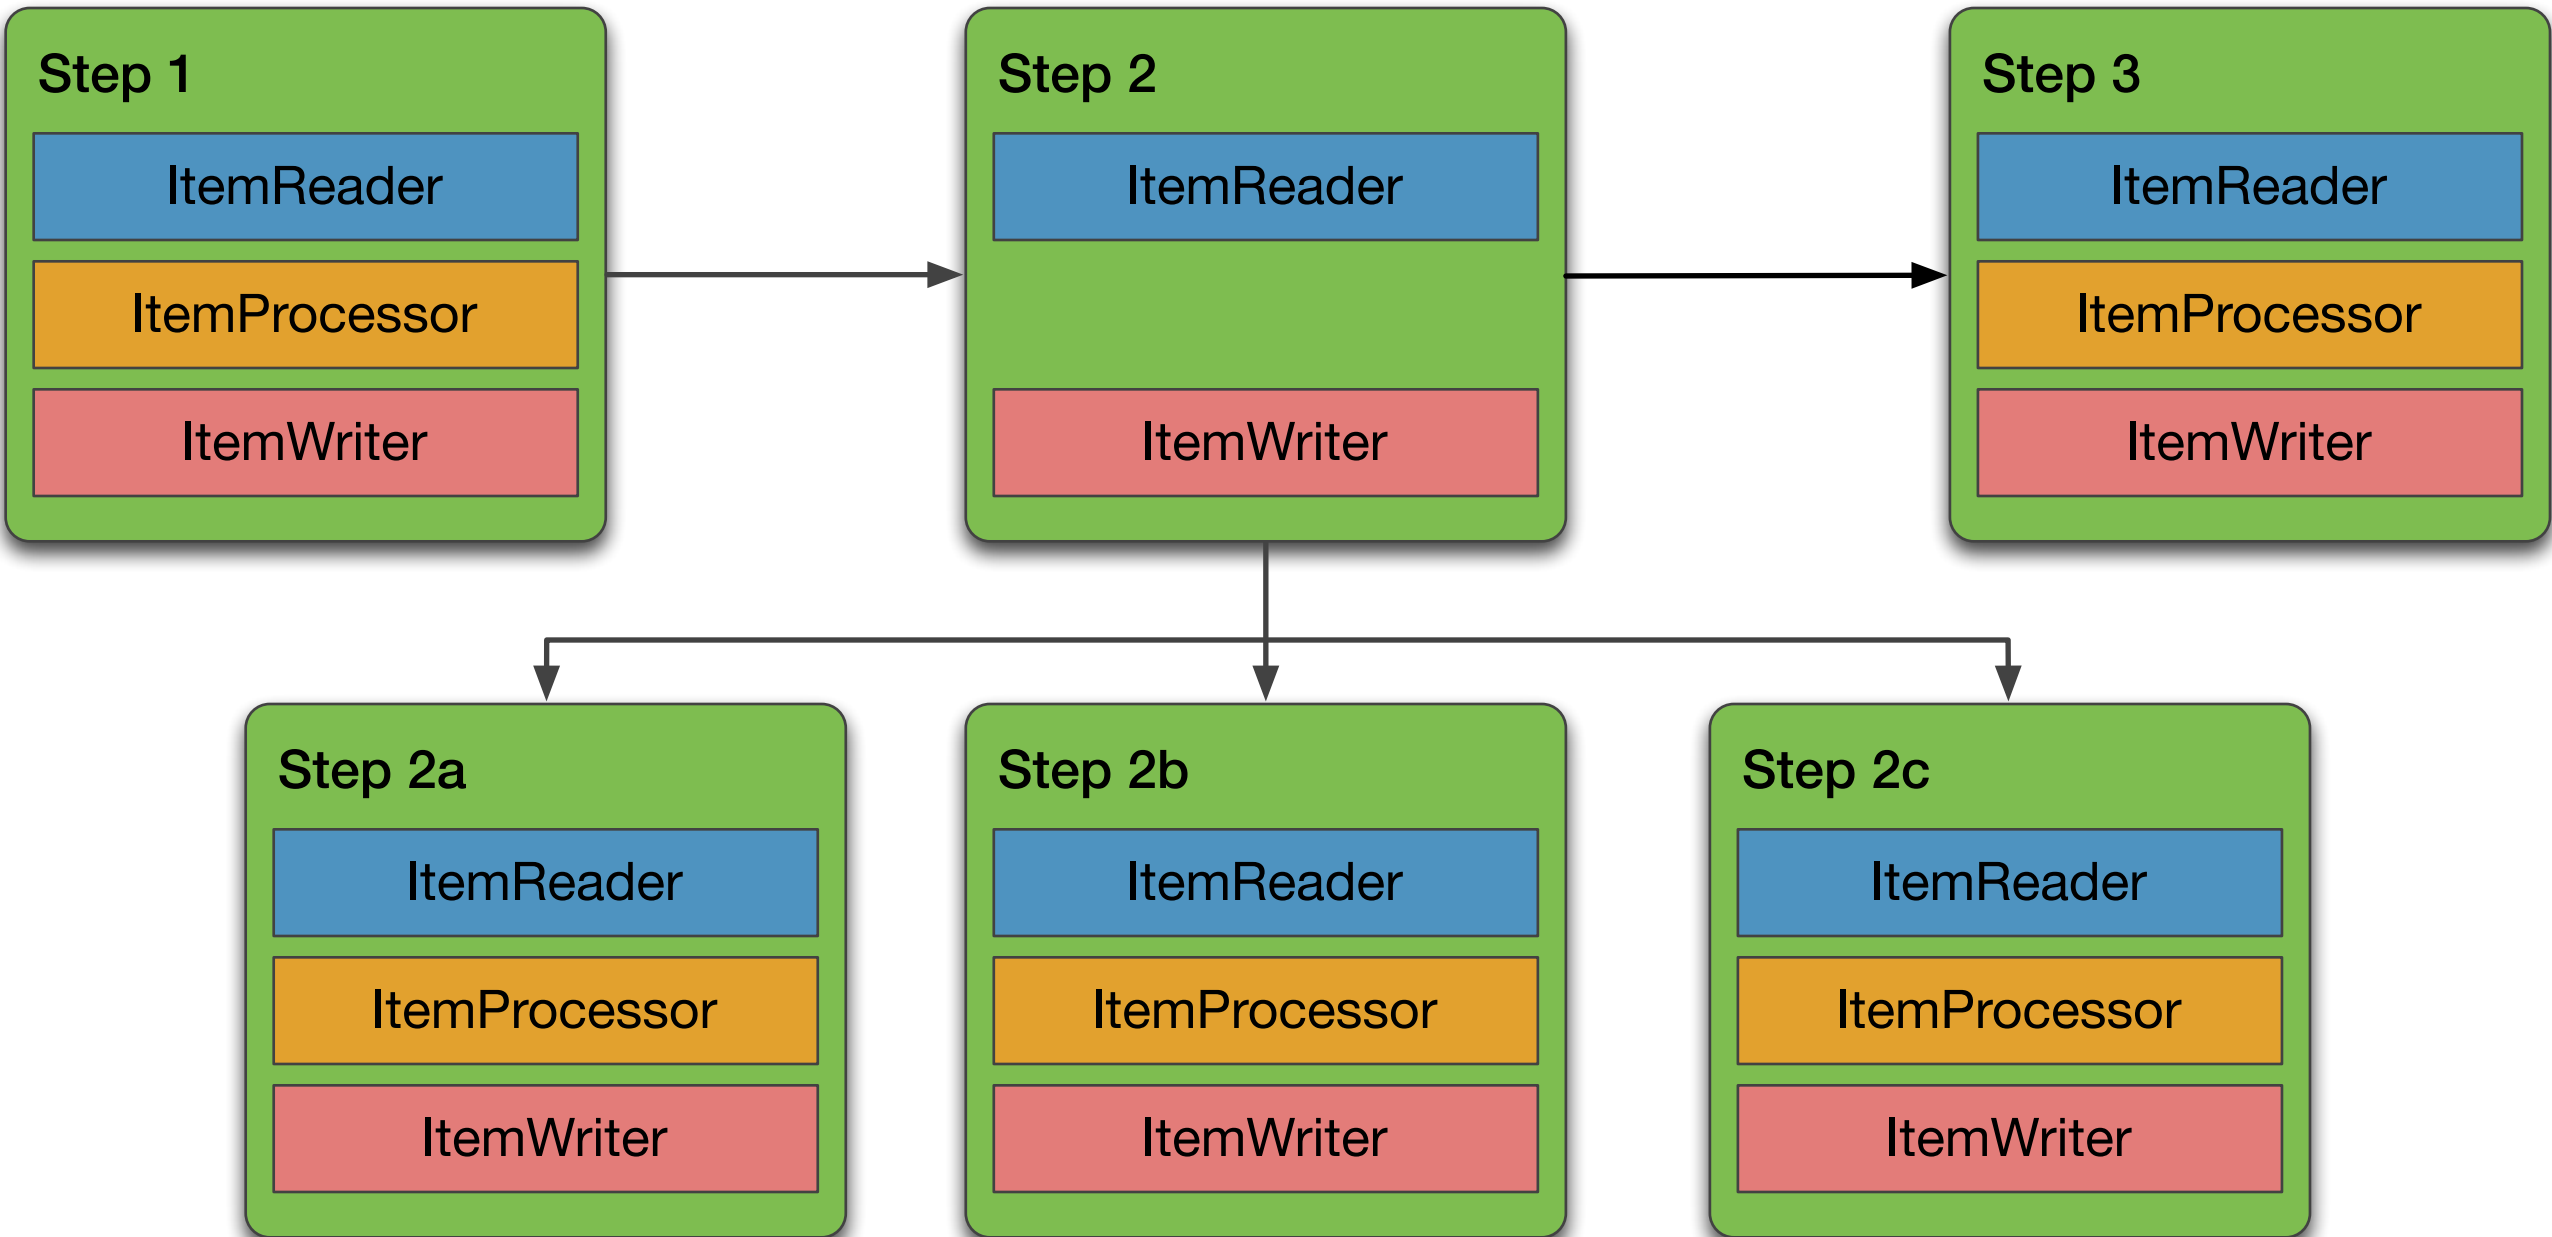 Step 1
ItemReader
ItemProcessor
ItemWriter
Step 2
ItemReader
ItemWriter
Step 3
ItemReader
ItemProcessor
ItemWriter
Step 2a
ItemReader
ItemProcessor
ItemWriter
Step 2b
ItemReader
ItemProcessor
ItemWriter
Step 2c
ItemReader
ItemProcessor
ItemWriter